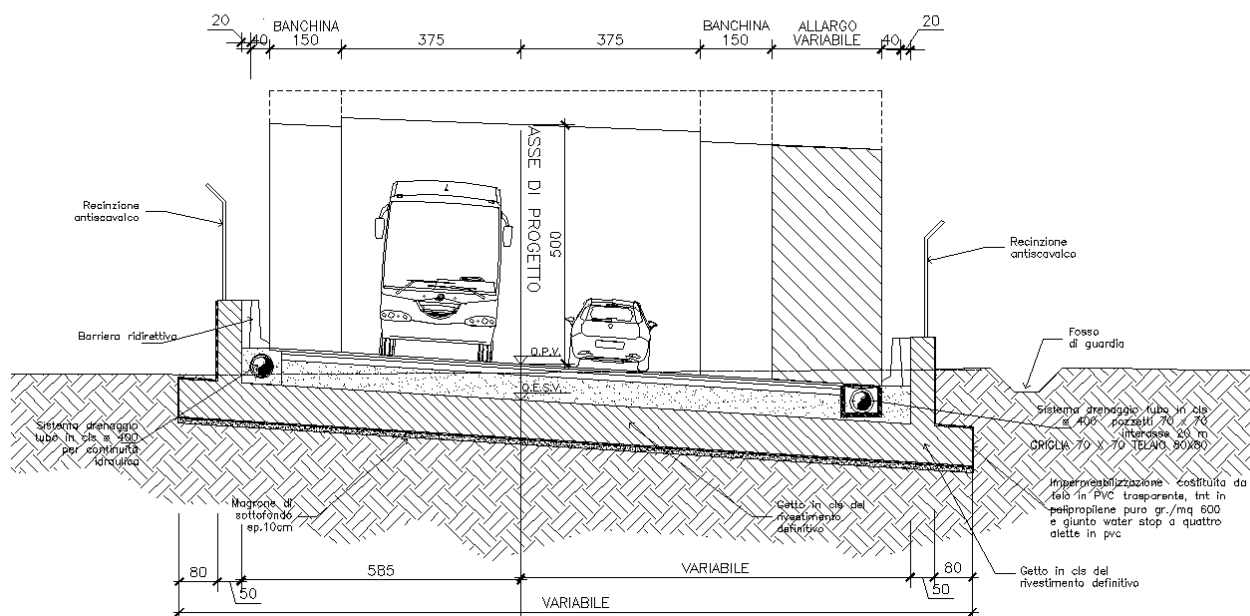 20
40
BANCHINA
150
375
375
BANCHINA
150
ALLARGO
VARIABILE
40
20
ASSE DI PROGETTO
500
Recinzione
antiscavalco
Recinzione
antiscavalco
Barriera ridirettiva
Fosso
di guardia
Q.P.V.
Q.E.S.V.
Sistema drenaggio
tubo in cls ø 400
per continuità
idraulica
Sistema drenaggio tubo in cls
ø 400 pozzetti 70 x 70
interasse 20 m
GRIGLIA 70 X 70 TELAIO 80X80
Magrone di
sottofondo
sp.10cm
Getto in cls del
rivestimento
definitivo
Impermeabilizzazione costituita da
telo in PVC trasparente, tnt in
polipropilene puro gr./mq 600
e giunto water stop a quattro
alette in pvc
Getto in cls del
rivestimento definitivo
80
50
585
VARIABILE
50
80
VARIABILE